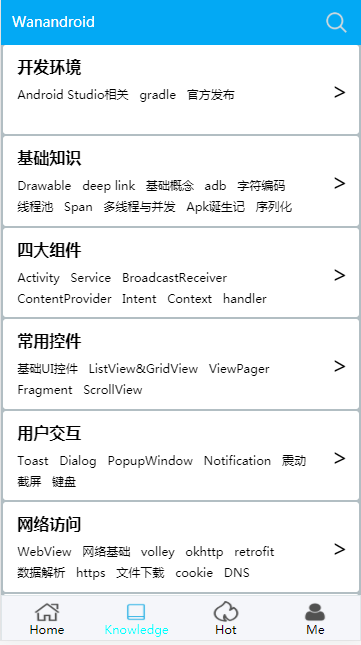 Wanandroid
开发环境
Android Studio相关 gradle 官方发布
>
基础知识
Drawable deep link 基础概念 adb 字符编码
线程池 Span 多线程与并发 Apk诞生记 序列化
>
四大组件
Activity Service BroadcastReceiver
ContentProvider Intent Context handler
>
常用控件
基础UI控件 ListView&GridView ViewPager
Fragment ScrollView
>
用户交互
Toast Dialog PopupWindow Notification 震动
截屏 键盘
>
网络访问
WebView 网络基础 volley okhttp retrofit
数据解析 https 文件下载 cookie DNS
>
Home Knowledge Hot Me